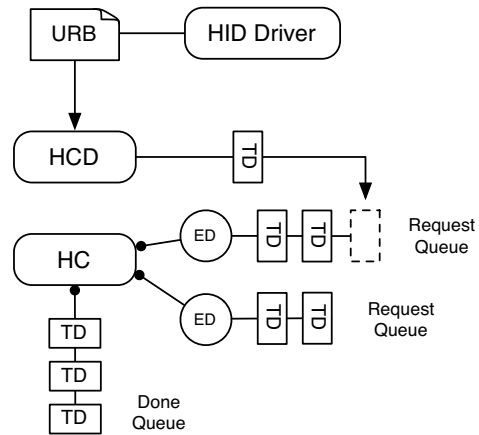 URB
HID Driver
HCD
TD
ED
TD
TD
Request
Queue
HC
ED
TD
TD
Request
Queue
TD
TD
TD
Done
Queue